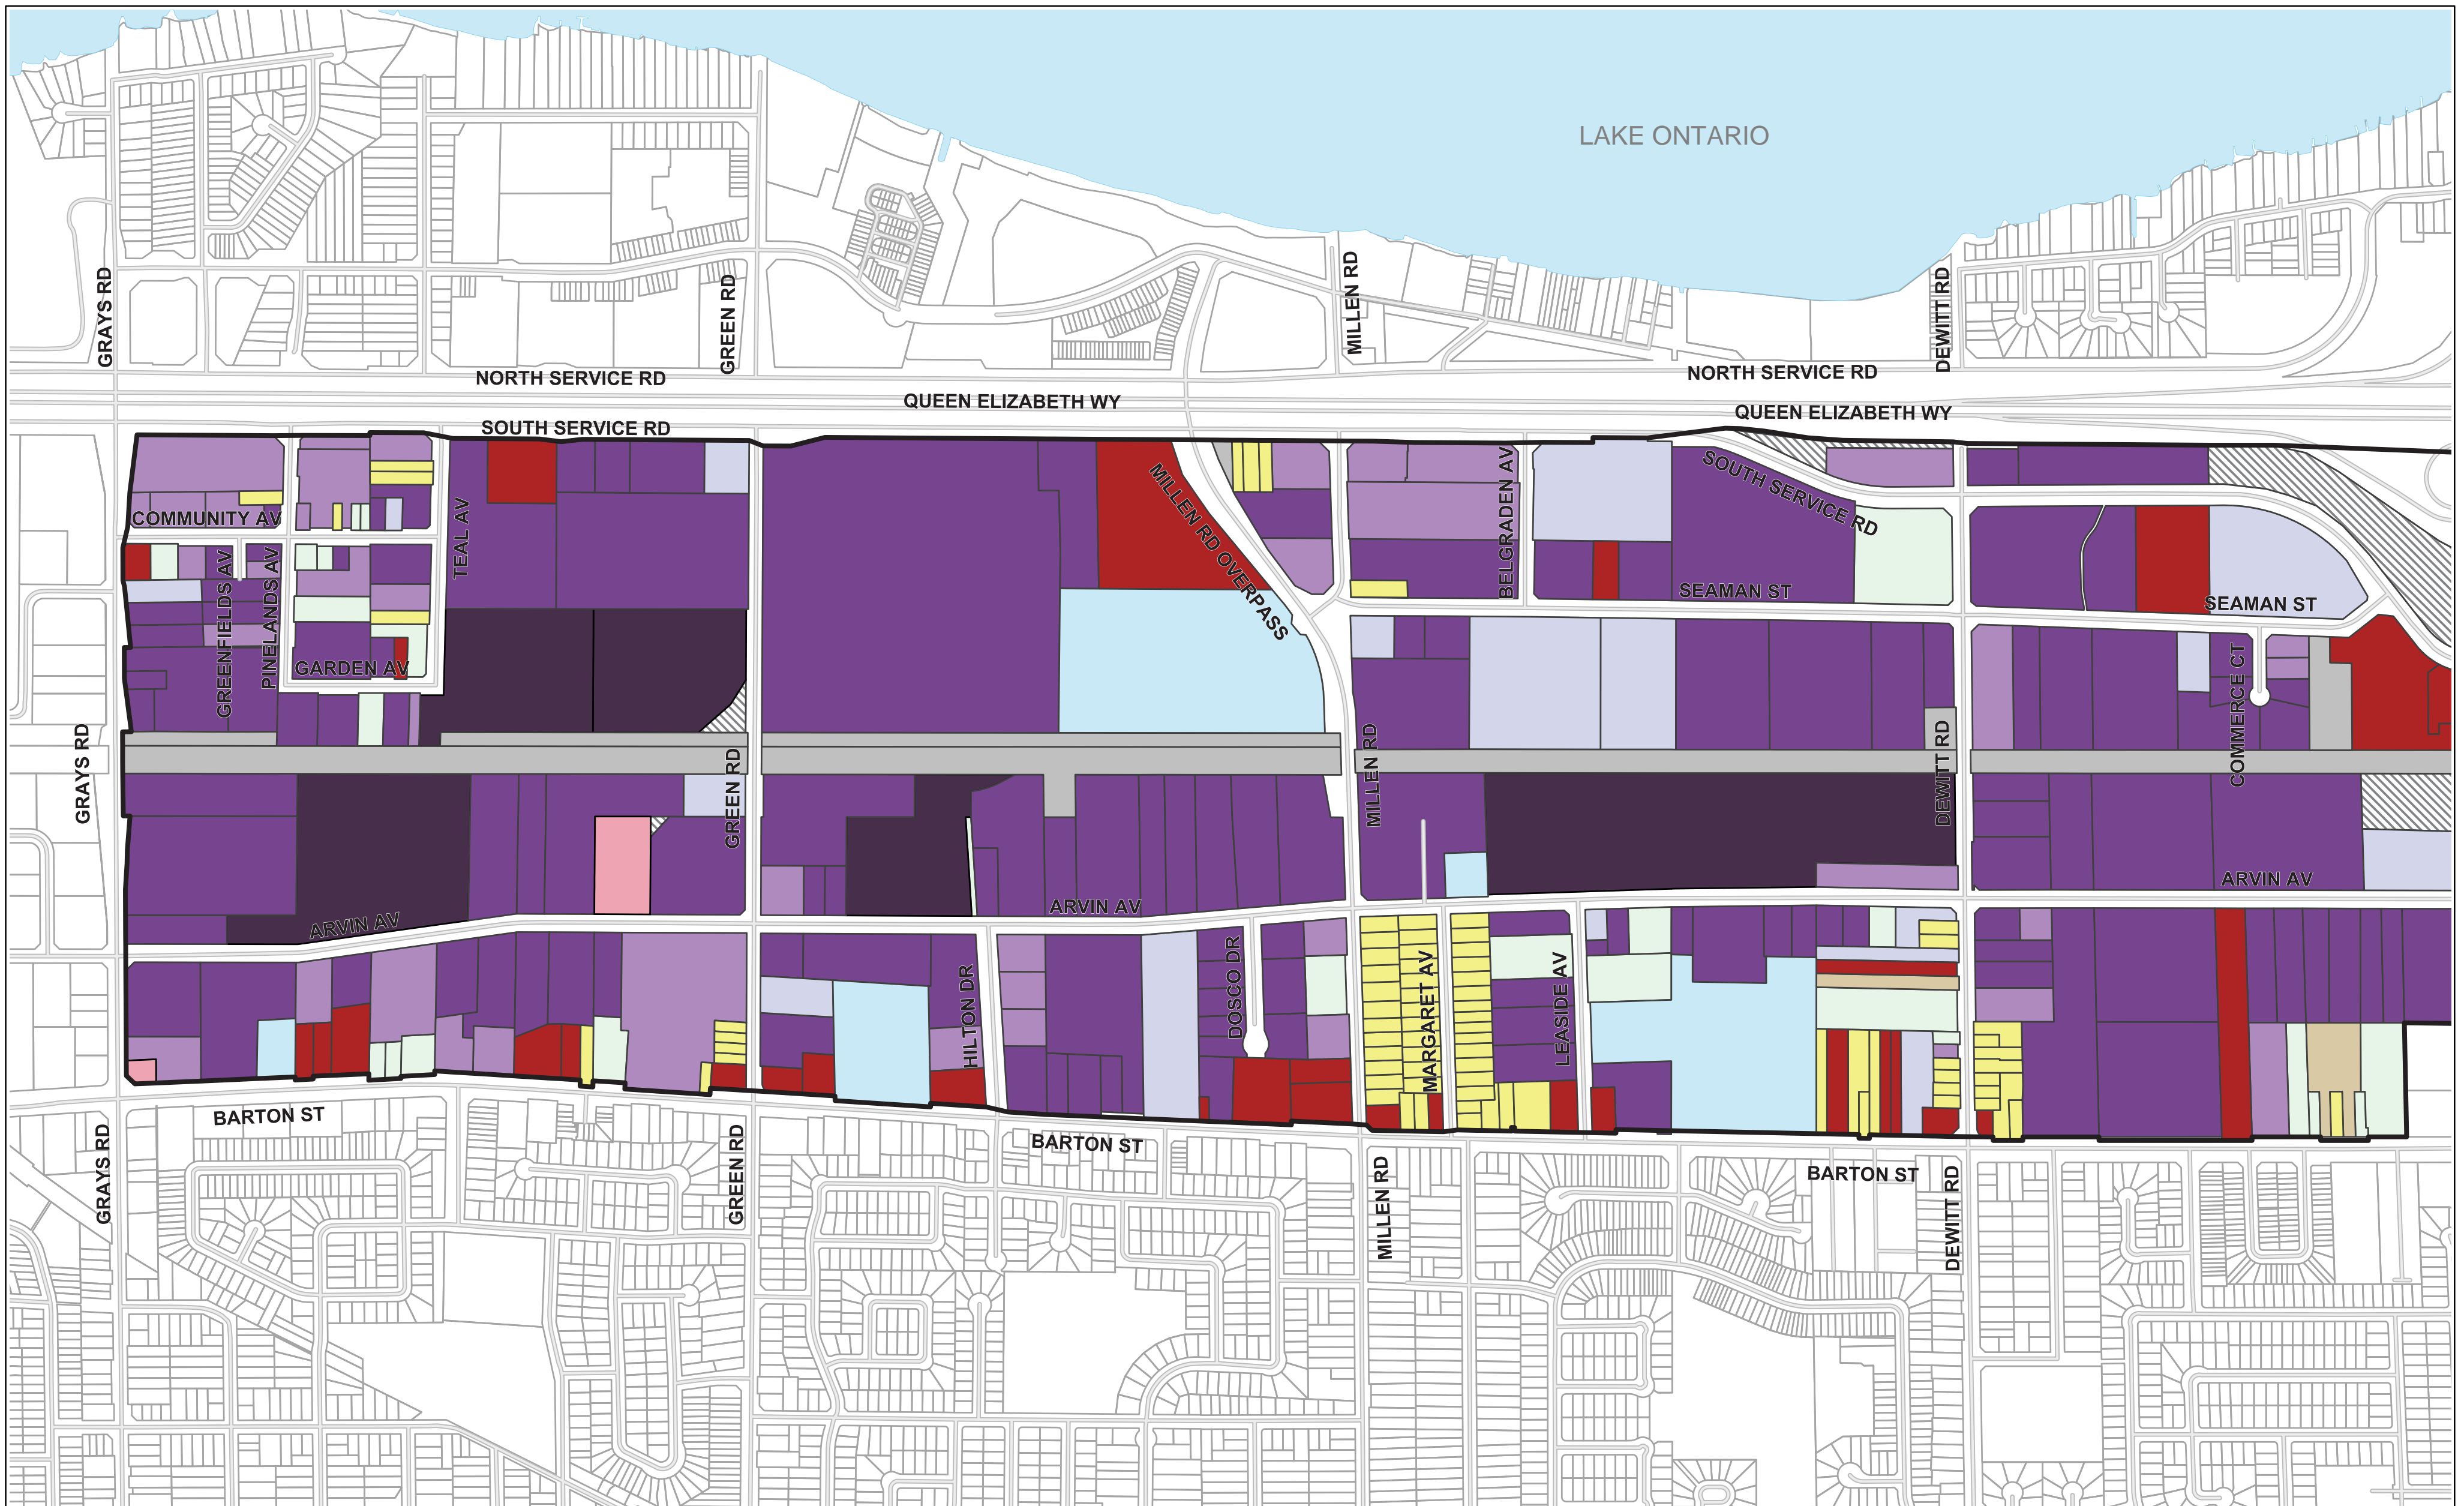 LAKE ONTARIO
GRAYS RD
GREEN RD
MILLEN RD
DEWITT RD
NORTH SERVICE RD
NORTH SERVICE RD
QUEEN ELIZABETH WY
QUEEN ELIZABETH WY
SOUTH SERVICE RD
SOUTH SERVICE RD
COMMUNITY AV
TEAL AV
MILLEN RD OVERPASS
BELGRADEN AV
GREENFIELDS AV
PINELANDS AV
SEAMAN ST
SEAMAN ST
GARDEN AV
COMMERCE CT
GRAYS RD
GREEN RD
MILLEN RD
DEWITT RD
ARVIN AV
ARVIN AV
ARVIN AV
HILTON DR
DOSCO DR
MARGARET AV
LEASIDE AV
BARTON ST
BARTON ST
BARTON ST
GRAYS RD
GREEN RD
MILLEN RD
DEWITT RD